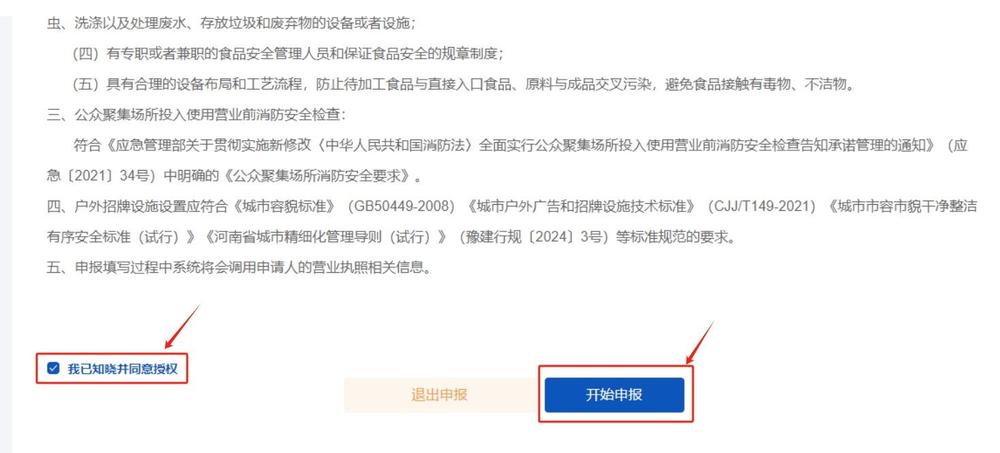 虫、洗涤以及处理废水、存放垃圾和废弃物的设备或者设施；
（四）有专职或者兼职的食品安全管理人员和保证食品安全的规章制度；
（五）具有合理的设备布局和工艺流程，防止待加工食品与直接入口食品、原料与成品交叉污染，避免食品接触有毒物、不洁物。
三、公众聚集场所投入使用营业前消防安全检查：
符合《应急管理部关于贯彻实施新修改〈中华人民共和国消防法〉全面实行公众聚集场所投入使用营业前消防安全检查告知承诺管理的通知》（应
急〔2021〕34号）中明确的《公众聚集场所消防安全要求》。
四、户外招牌设施设置应符合《城市容貌标准》（GB50449-2008）《城市户外广告和招牌设施技术标准》（CJJ/T149-2021）《城市市容市貌干净整洁
有序安全标准（试行）》《河南省城市精细化管理导则（试行）》（豫建行规〔2024〕3号）等标准规范的要求。
五、申报填写过程中系统将会调用申请人的营业执照相关信息。
我已知晓并同意授权
退出申报
开始申报